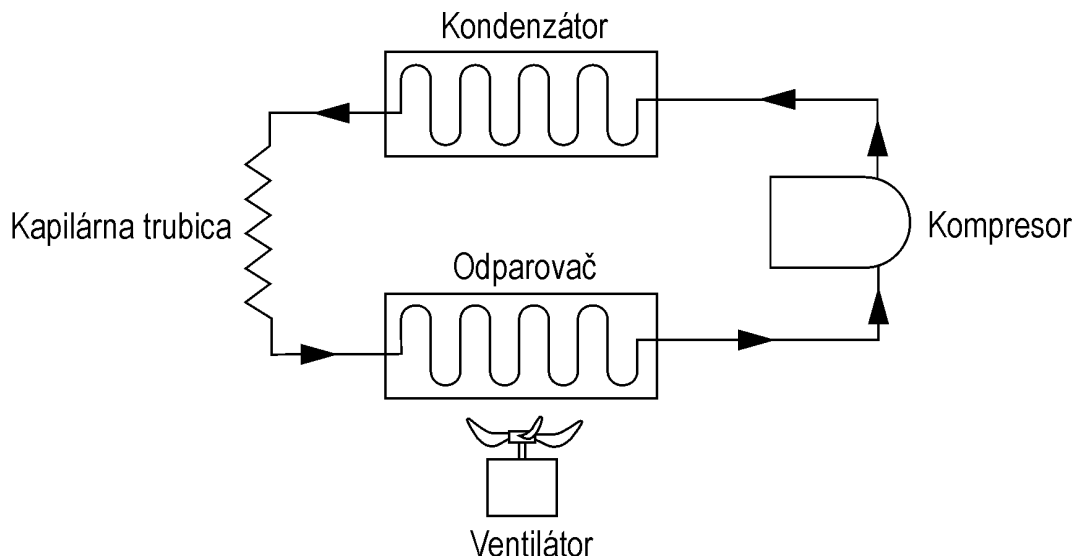 Kondenzátor
Kapilárna trubica
Kompresor
Odparovač
Ventilátor